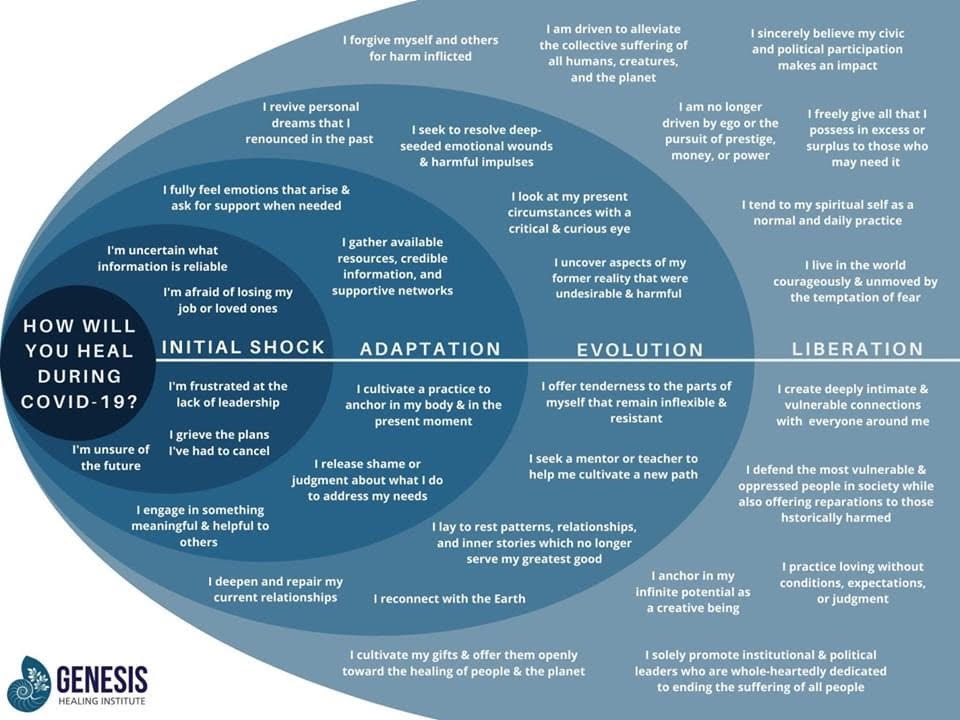 I forgive myself and others
for harm inflicted
I am driven to alleviate
the collective suffering of
all humans, creatures,
and the planet
I sincerely believe my civic
and political participation
makes an impact
I revive personal
dreams that I
renounced in the past
I seek to resolve deep-
seeded emotional wounds
& harmful impulses
I am no longer
driven by ego or the
pursuit of prestige,
money, or power
I freely give all that I
possess in excess or
surplus to those who
may need it
I fully feel emotions that arise &
ask for support when needed
I look at my present
circumstances with a
critical & curious eye
I tend to my spiritual self as a
normal and daily practice
I'm uncertain what
information is reliable
I gather available
resources, credible
information, and
supportive networks
I uncover aspects of my
former reality that were
undesirable & harmful
I live in the world
courageously & unmoved by
the temptation of fear
I'm afraid of losing my
job or loved ones
HOW WILL
YOU HEAL
DURING
COVID-19?
INITIAL SHOCK
ADAPTATION
EVOLUTION
LIBERATION
I'm frustrated at the
lack of leadership
I cultivate a practice to
anchor in my body & in the
present moment
I offer tenderness to the parts of
myself that remain inflexible &
resistant
I create deeply intimate &
vulnerable connections
with everyone around me
I'm unsure of
the future
I grieve the plans
I've had to cancel
I release shame or
judgment about what I do
to address my needs
I seek a mentor or teacher to
help me cultivate a new path
I defend the most vulnerable &
oppressed people in society while
also offering reparations to those
hstorically harmed
I engage in something
meaningful & helpful to
others
I lay to rest patterns, relationships,
and inner stories which no longer
serve my greatest good
I deepen and repair my
current relationships
I reconnect with the Earth
I anchor in my
infinite potential as
a creative being
I practice loving without
conditions, expectations,
or judgment
I cultivate my gifts & offer them openly
toward the healing of people & the planet
I solely promote institutional & political
leaders who are whole-heartedly dedicated
to ending the suffering of all people
GENESIS
HEALING INSTITUTE